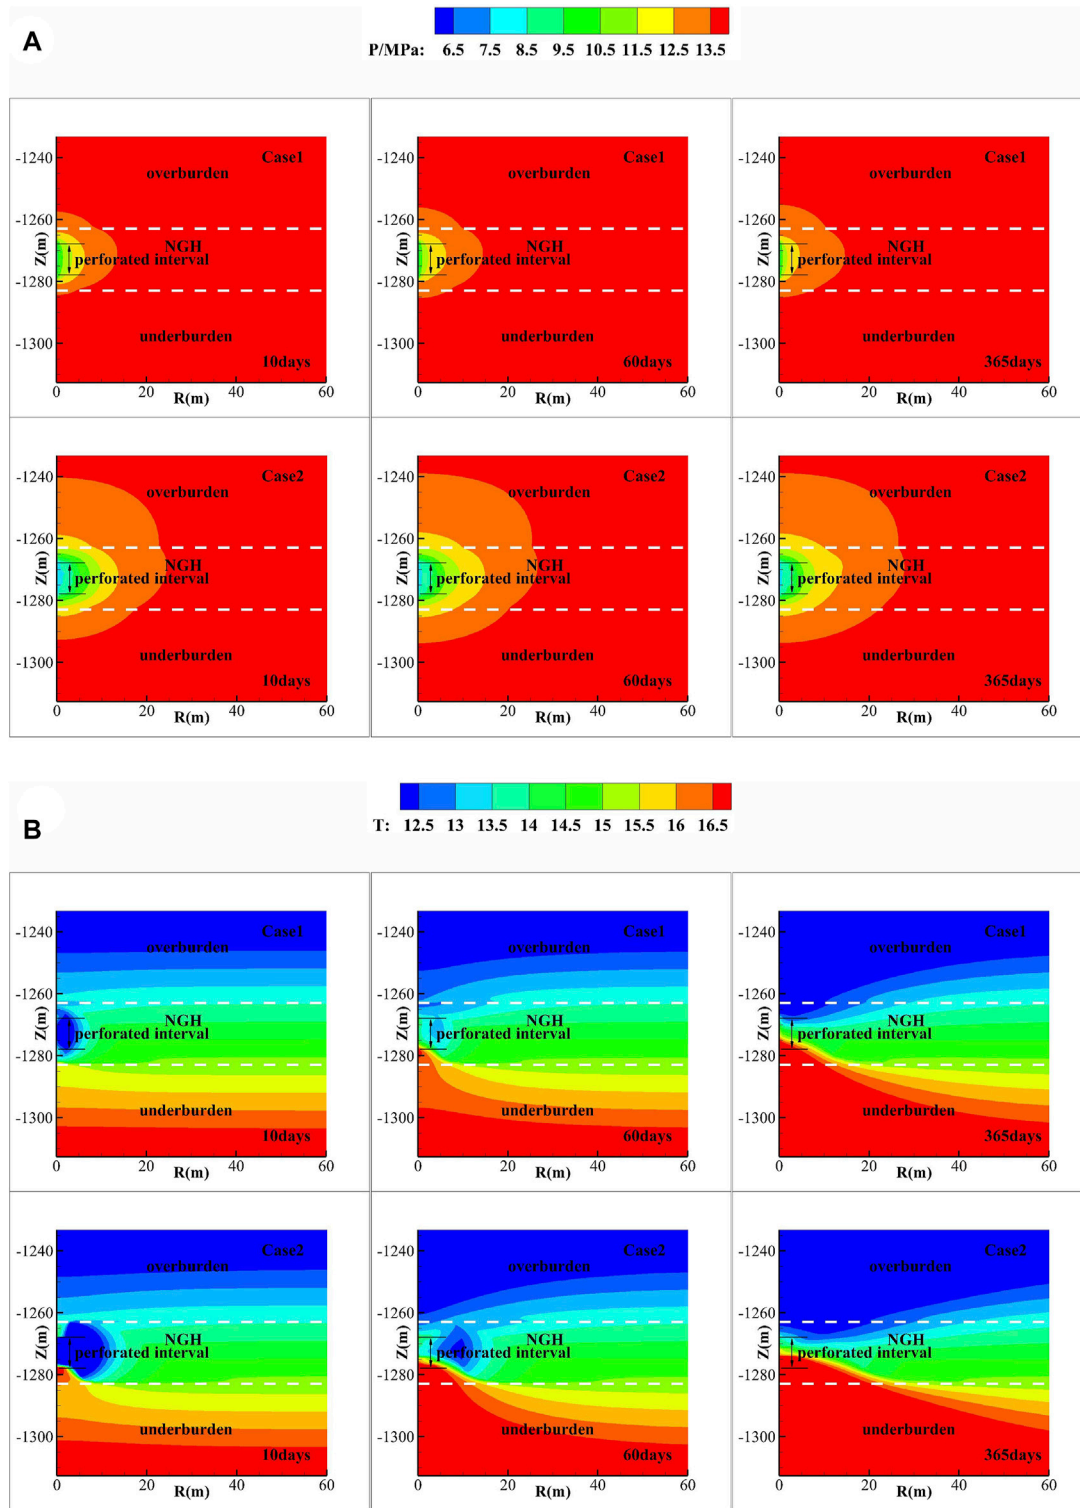 A
P/MPa: 6.5 7.5 8.5 9.5 10.5 11.5 12.5 13.5
Case1
overburden
NGH
perforated interval
underburden
10days
Z(m)
-1240
-1260
-1280
-1300
0 20 40 60
R(m)
Case1
overburden
NGH
perforated interval
underburden
60days
Z(m)
-1240
-1260
-1280
-1300
0 20 40 60
R(m)
Case1
overburden
NGH
perforated interval
underburden
365days
Z(m)
-1240
-1260
-1280
-1300
0 20 40 60
R(m)
Case2
overburden
NGH
perforated interval
underburden
10days
Z(m)
-1240
-1260
-1280
-1300
0 20 40 60
R(m)
Case2
overburden
NGH
perforated interval
underburden
60days
Z(m)
-1240
-1260
-1280
-1300
0 20 40 60
R(m)
Case2
overburden
NGH
perforated interval
underburden
365days
Z(m)
-1240
-1260
-1280
-1300
0 20 40 60
R(m)
B
T: 12.5 13 13.5 14 14.5 15 15.5 16 16.5
Case1
overburden
NGH
perforated interval
underburden
10days
Z(m)
-1240
-1260
-1280
-1300
0 20 40 60
R(m)
Case1
overburden
NGH
perforated interval
underburden
60days
Z(m)
-1240
-1260
-1280
-1300
0 20 40 60
R(m)
Case1
overburden
NGH
perforated interval
underburden
365days
Z(m)
-1240
-1260
-1280
-1300
0 20 40 60
R(m)
Case2
overburden
NGH
perforated interval
underburden
10days
Z(m)
-1240
-1260
-1280
-1300
0 20 40 60
R(m)
Case2
overburden
NGH
perforated interval
underburden
60days
Z(m)
-1240
-1260
-1280
-1300
0 20 40 60
R(m)
Case2
overburden
NGH
perforated interval
underburden
365days
Z(m)
-1240
-1260
-1280
-1300
0 20 40 60
R(m)